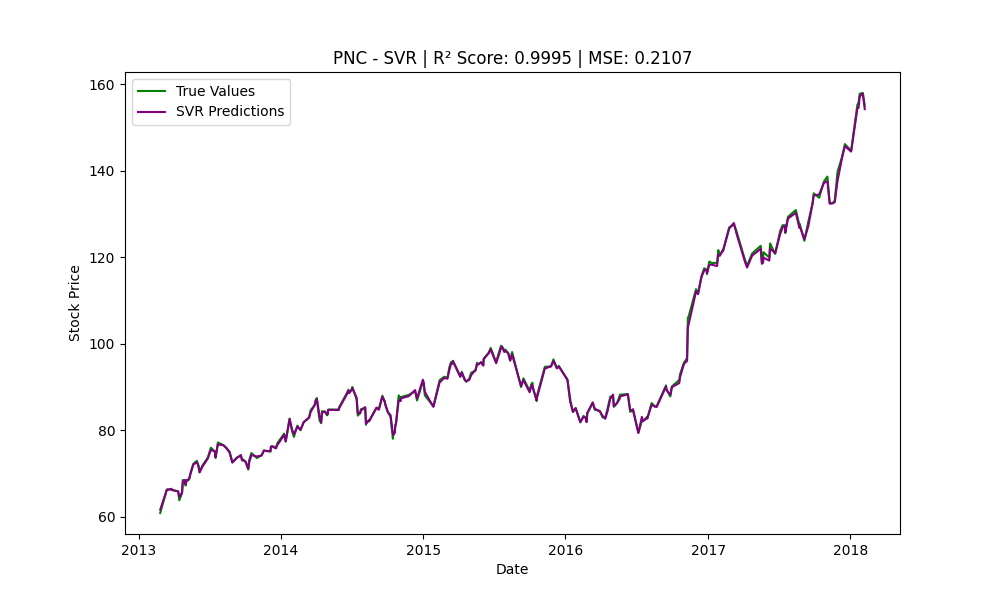 PNC - SVR | R² Score: 0.9995 | MSE: 0.2107
True Values
SVR Predictions
160
140
120
100
80
60
Stock Price
2013 2014 2015 2016 2017 2018
Date